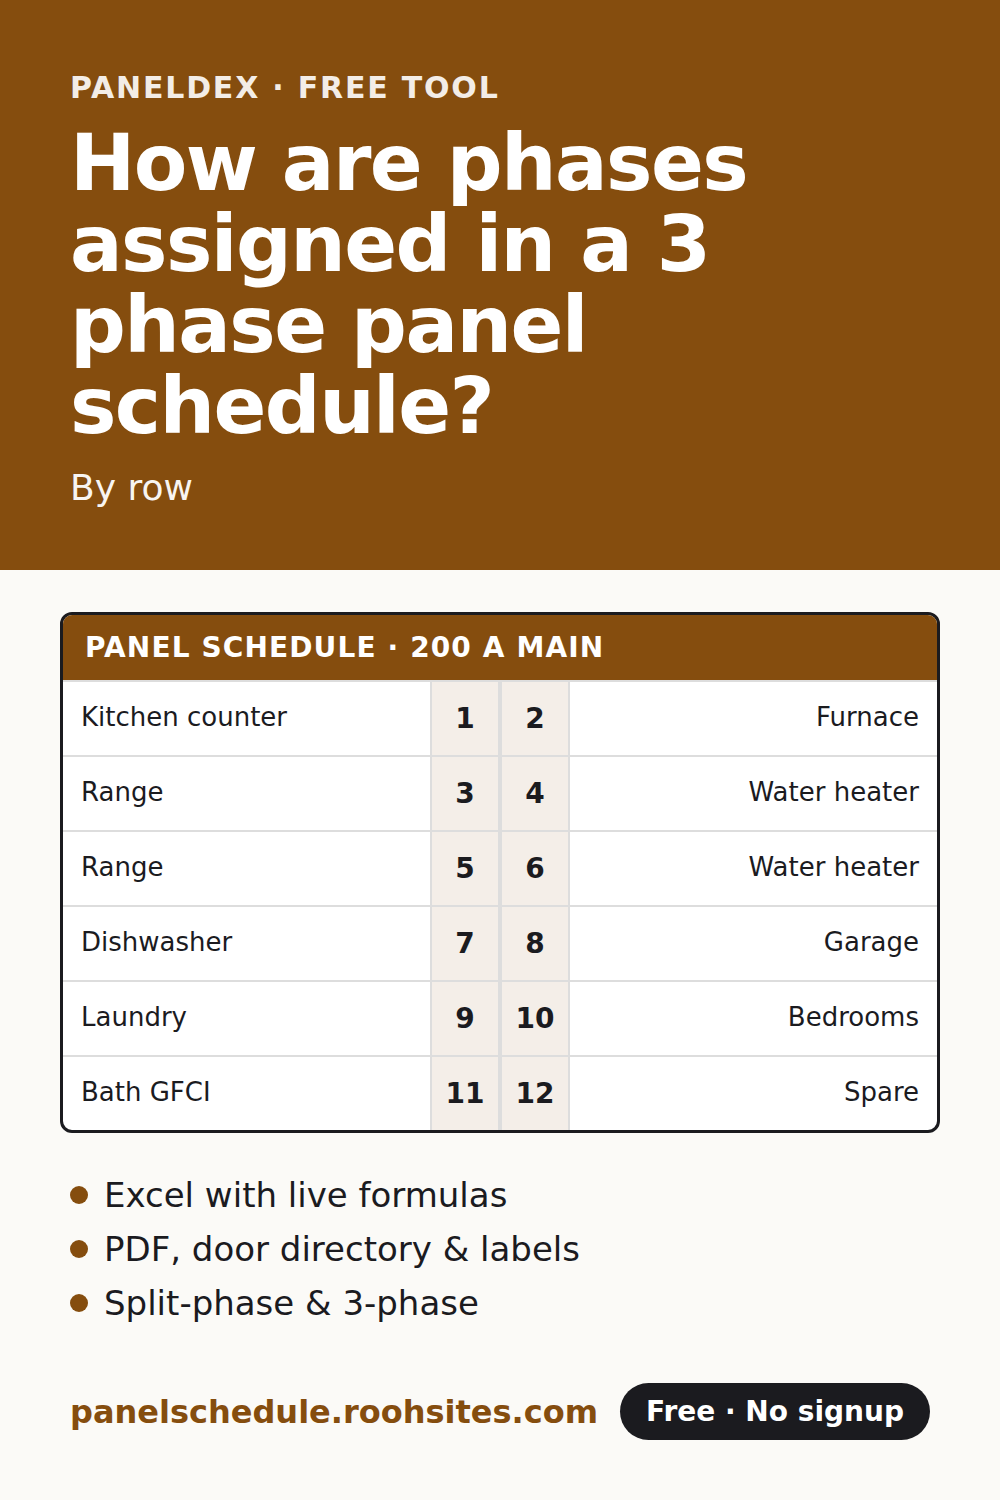 PANELDEX · FREE TOOL
How are phases
assigned in a 3
phase panel
schedule?
By row
PANEL SCHEDULE · 200 A MAIN
Kitchen counter 1 2 Furnace
Range 3 4 Water heater
Range 5 6 Water heater
Dishwasher 7 8 Garage
Laundry 9 10 Bedrooms
Bath GFCI 11 12 Spare
Excel with live formulas
PDF, door directory & labels
Split-phase & 3-phase
panelschedule.roohsites.com Free · No signup